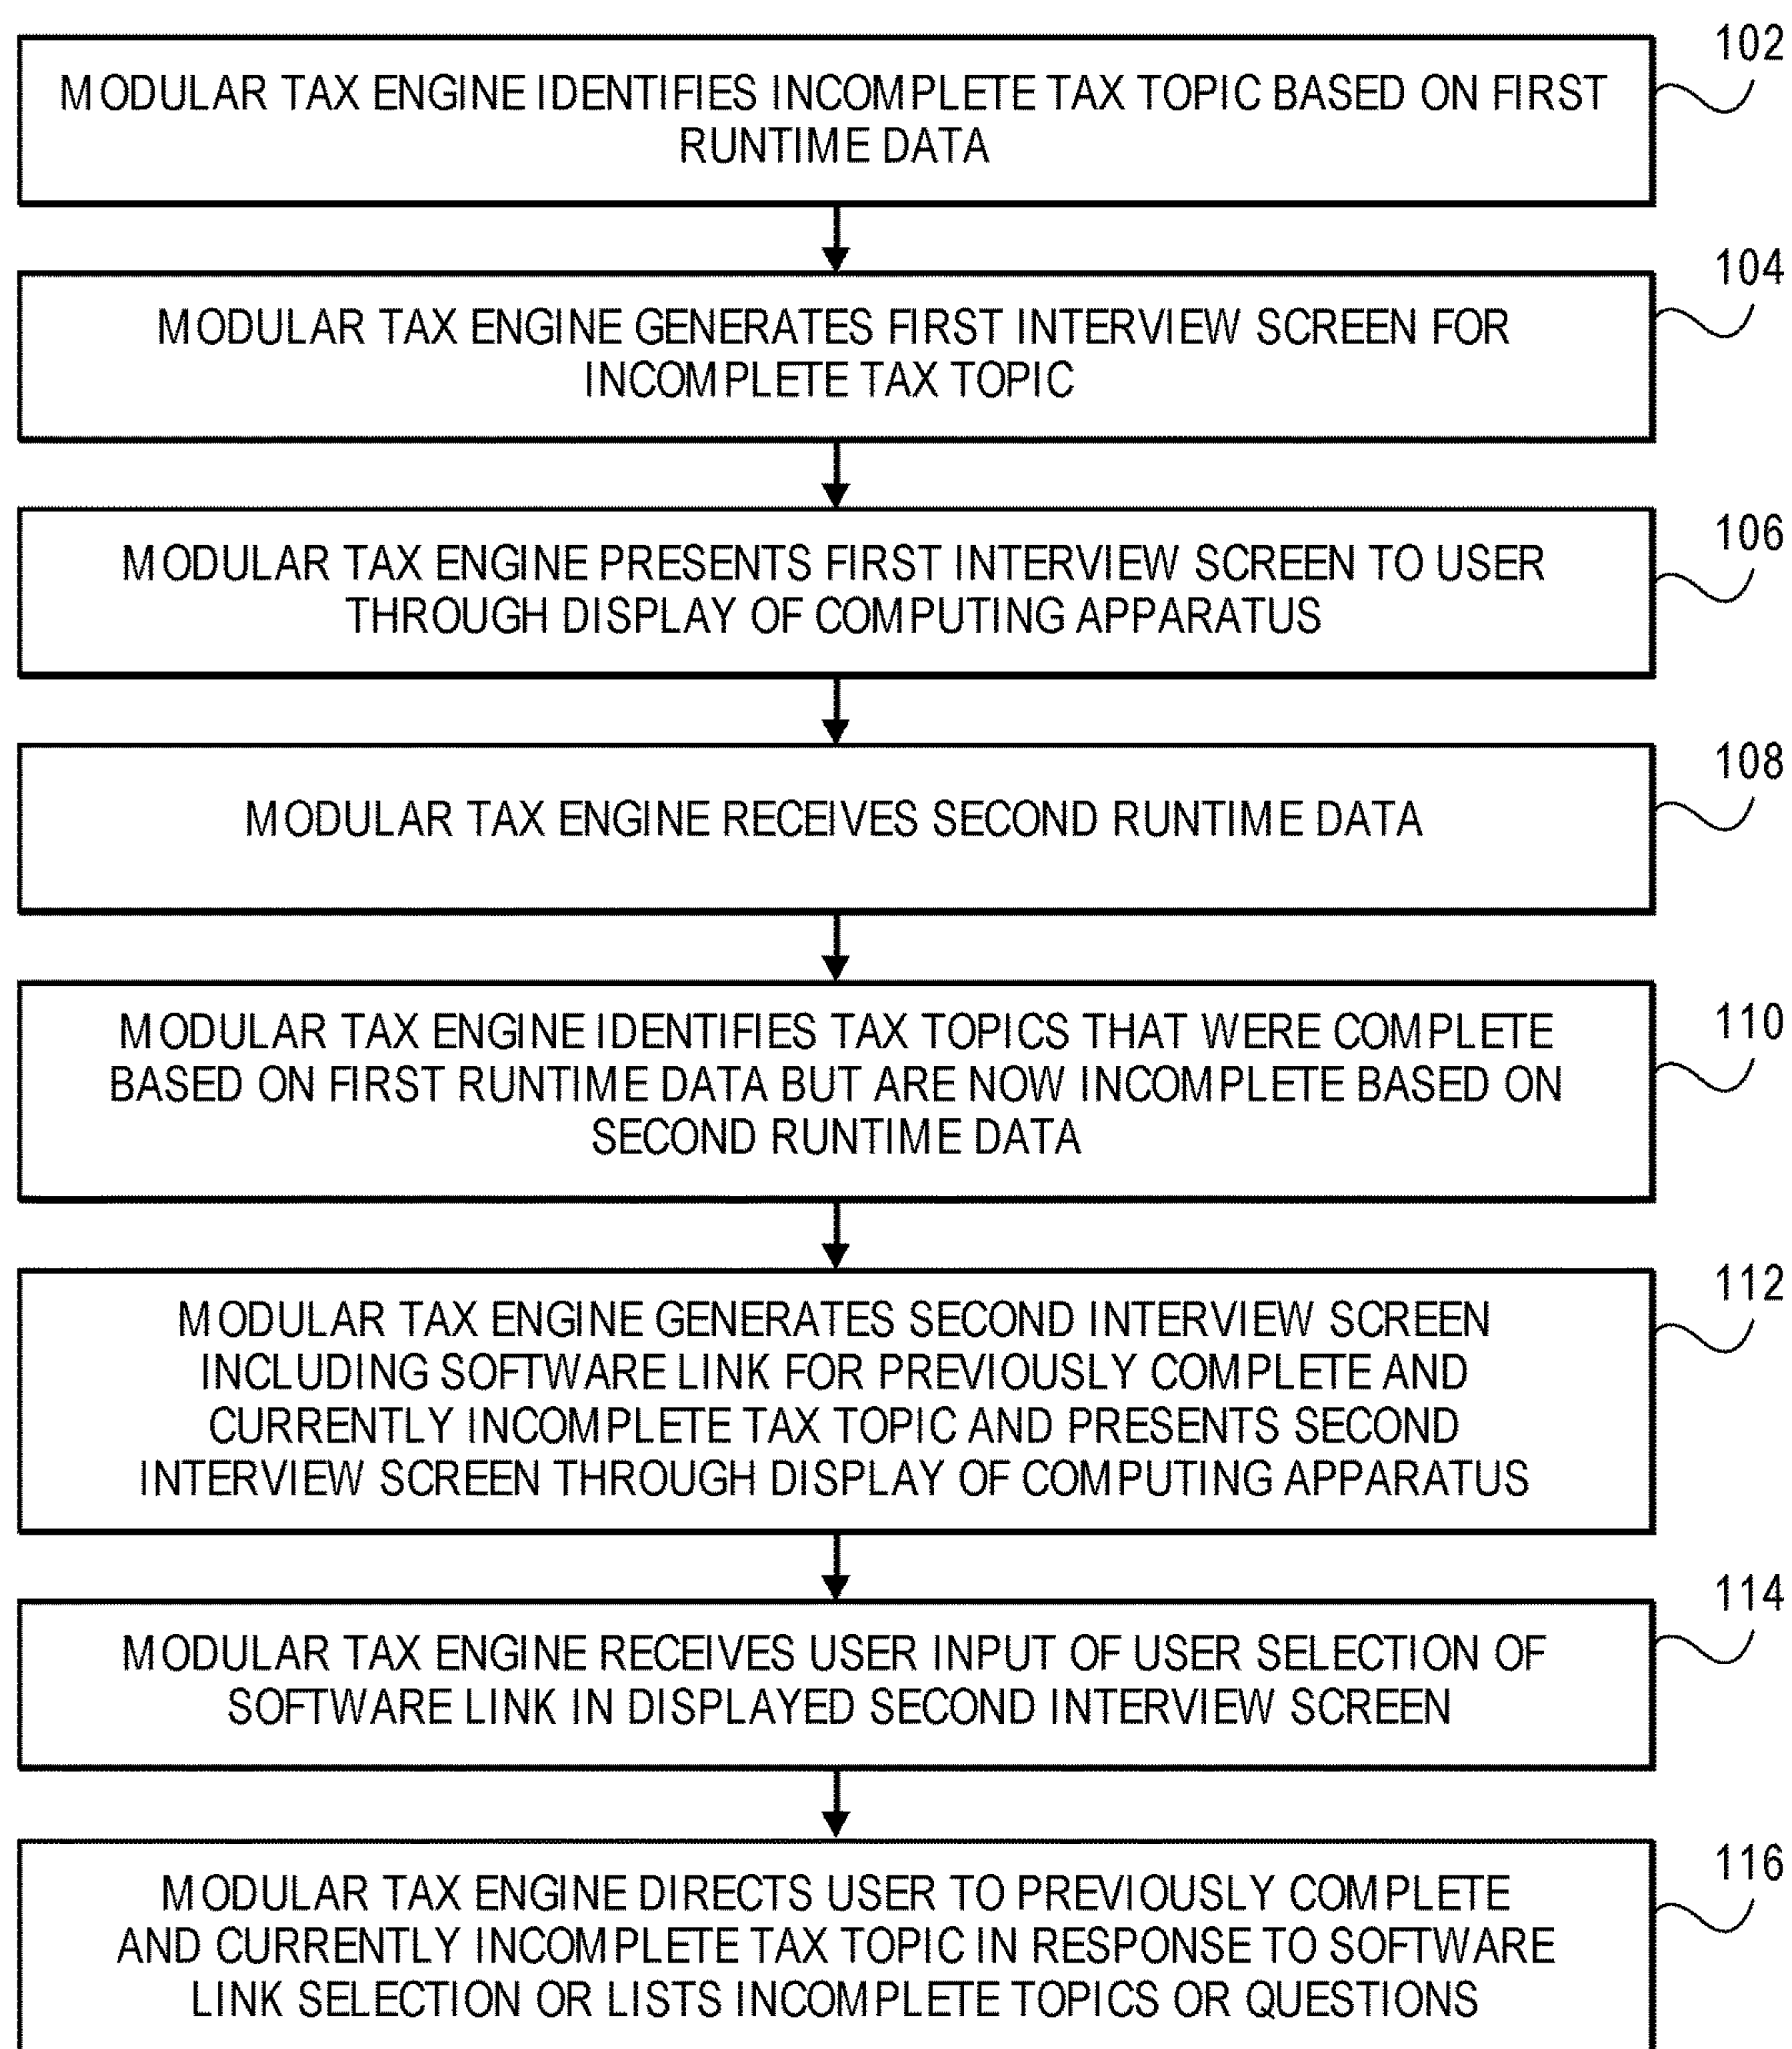 102
MODULAR TAX ENGINE IDENTIFIES INCOMPLETE TAX TOPIC BASED ON FIRST
RUNTIME DATA
104
MODULAR TAX ENGINE GENERATES FIRST INTERVIEW SCREEN FOR
INCOMPLETE TAX TOPIC
106
MODULAR TAX ENGINE PRESENTS FIRST INTERVIEW SCREEN TO USER
THROUGH DISPLAY OF COMPUTING APPARATUS
108
MODULAR TAX ENGINE RECEIVES SECOND RUNTIME DATA
110
MODULAR TAX ENGINE IDENTIFIES TAX TOPICS THAT WERE COMPLETE
BASED ON FIRST RUNTIME DATA BUT ARE NOW INCOMPLETE BASED ON
SECOND RUNTIME DATA
112
MODULAR TAX ENGINE GENERATES SECOND INTERVIEW SCREEN
INCLUDING SOFTWARE LINK FOR PREVIOUSLY COMPLETE AND
CURRENTLY INCOMPLETE TAX TOPIC AND PRESENTS SECOND
INTERVIEW SCREEN THROUGH DISPLAY OF COMPUTING APPARATUS
114
MODULAR TAX ENGINE RECEIVES USER INPUT OF USER SELECTION OF
SOFTWARE LINK IN DISPLAYED SECOND INTERVIEW SCREEN
116
MODULAR TAX ENGINE DIRECTS USER TO PREVIOUSLY COMPLETE
AND CURRENTLY INCOMPLETE TAX TOPIC IN RESPONSE TO SOFTWARE
LINK SELECTION OR LISTS INCOMPLETE TOPICS OR QUESTIONS